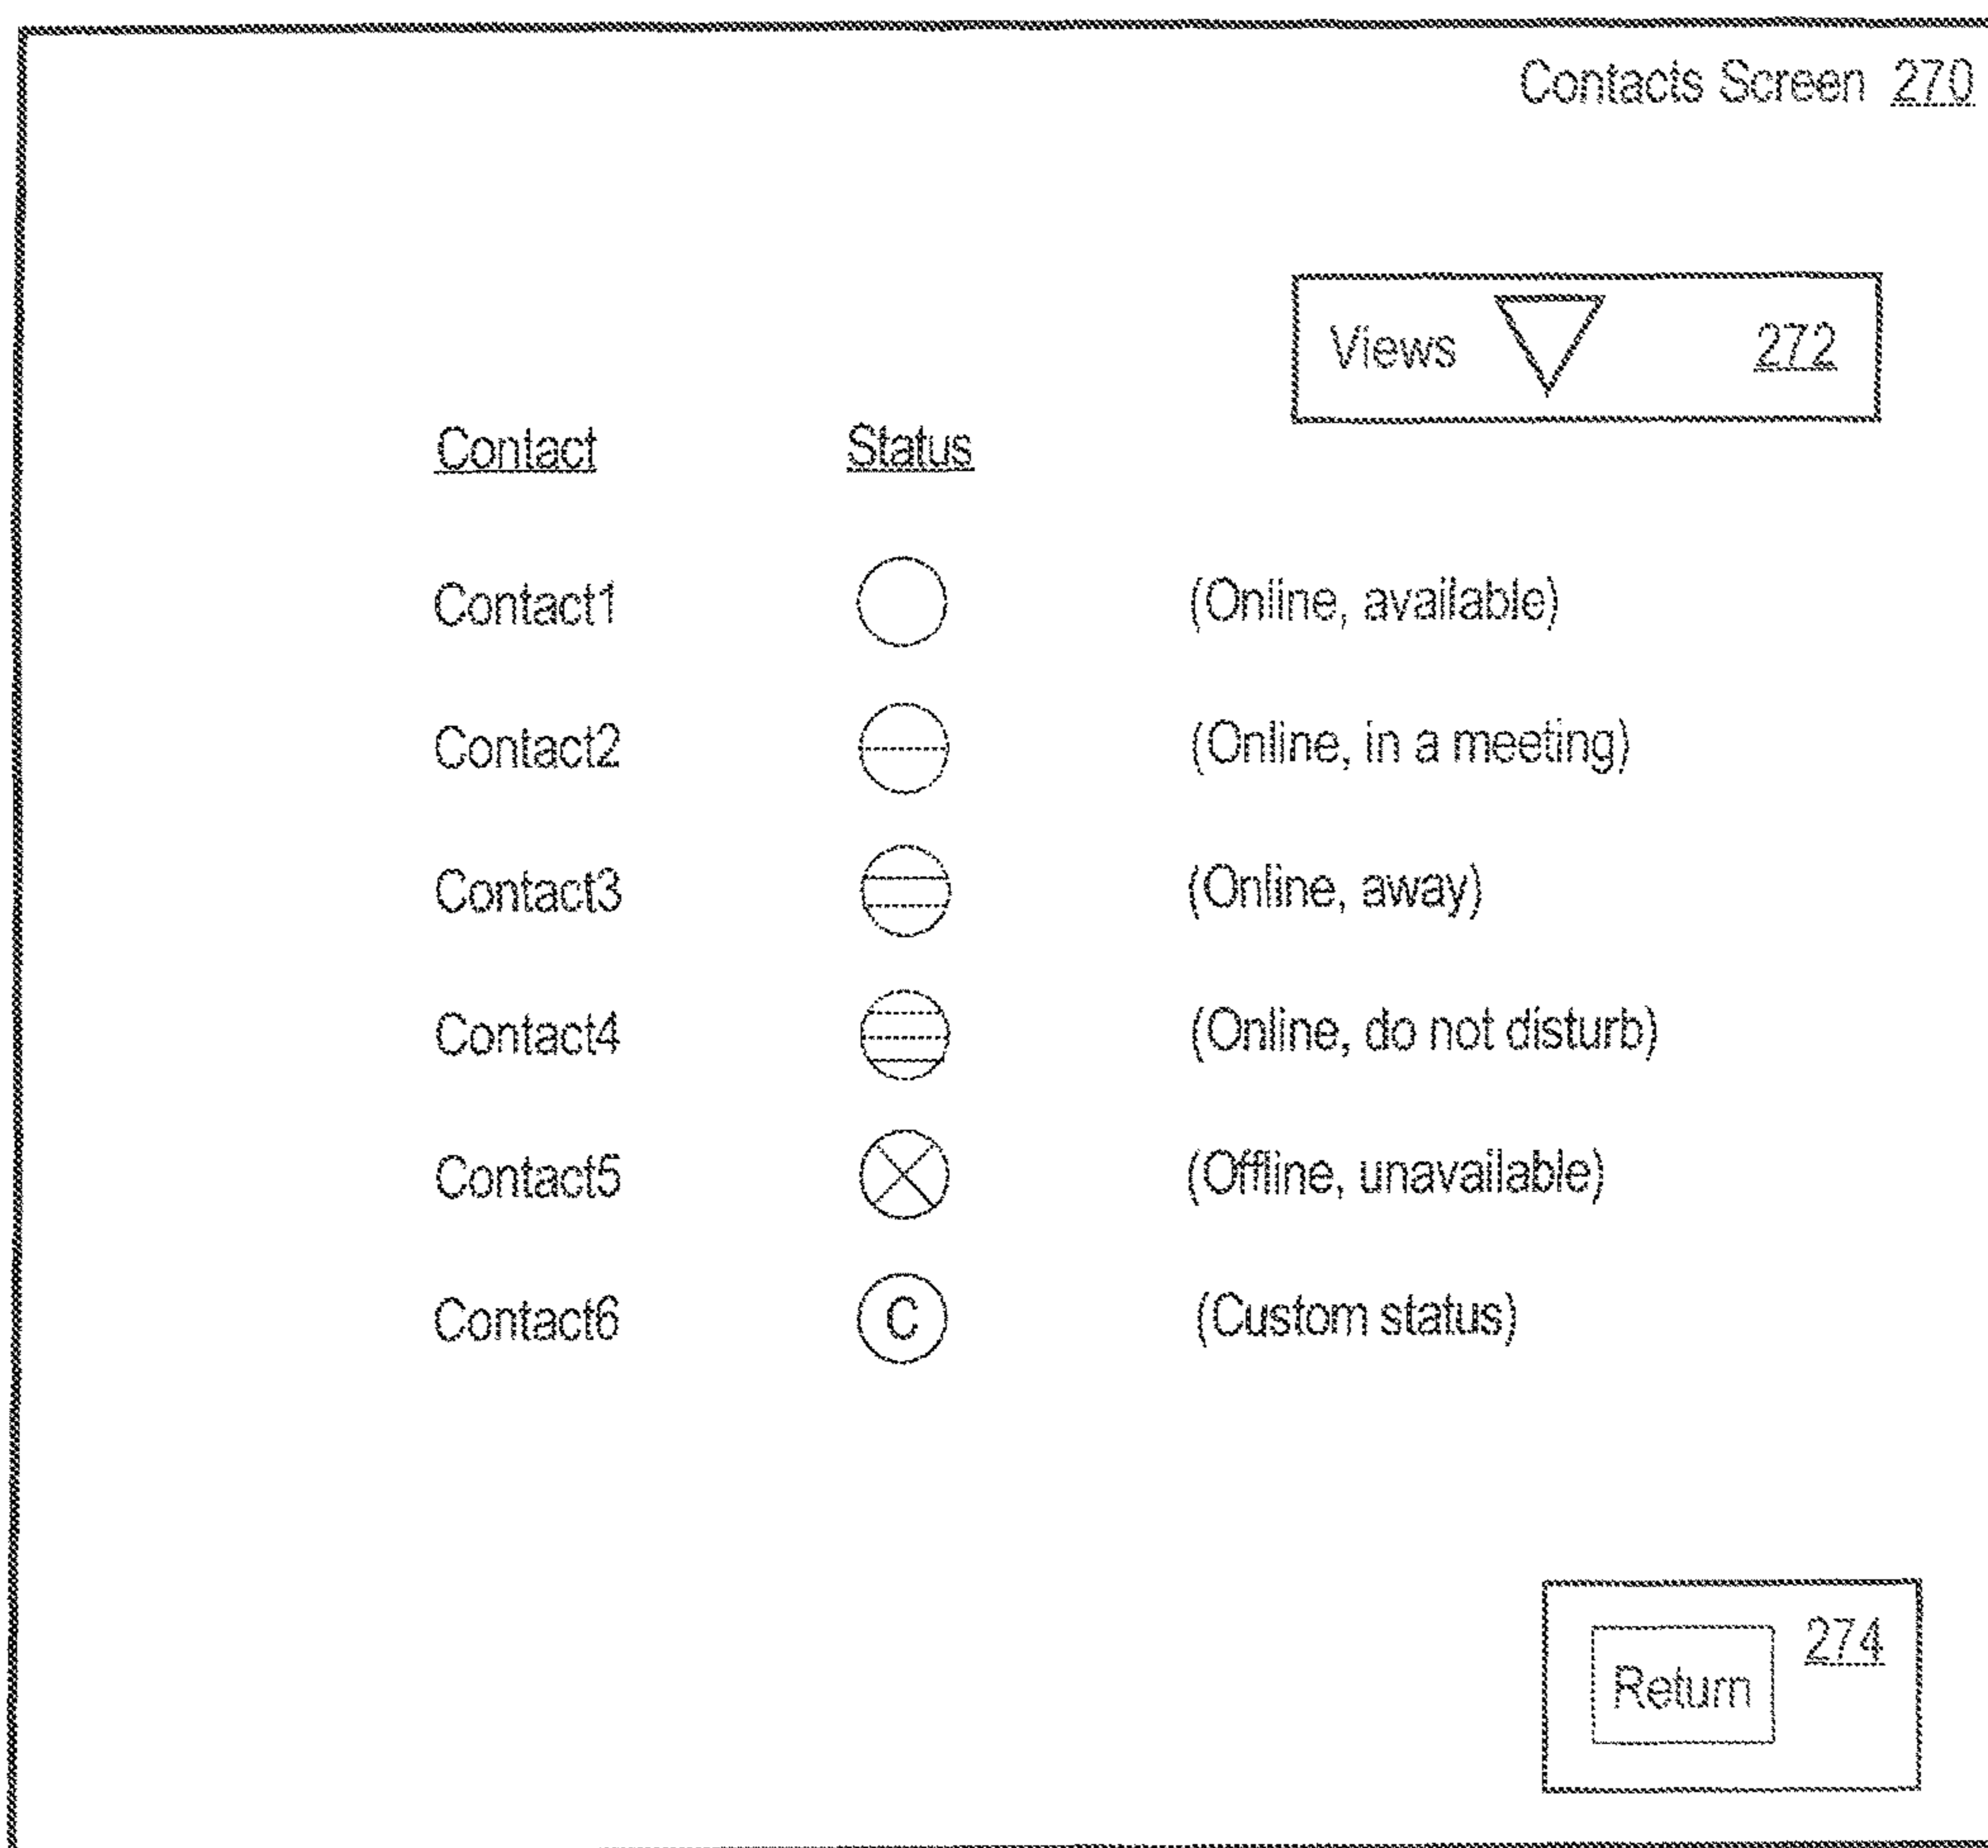 Contacts Screen 270
Views 272
Contact Status
Contact1 (Online, available)
Contact2 (Online, in a meeting)
Contact3 (Online, away)
Contact4 (Online, do not disturb)
Contact5 (Offline, unavailable)
Contact6 C (Custom status)
274
Return